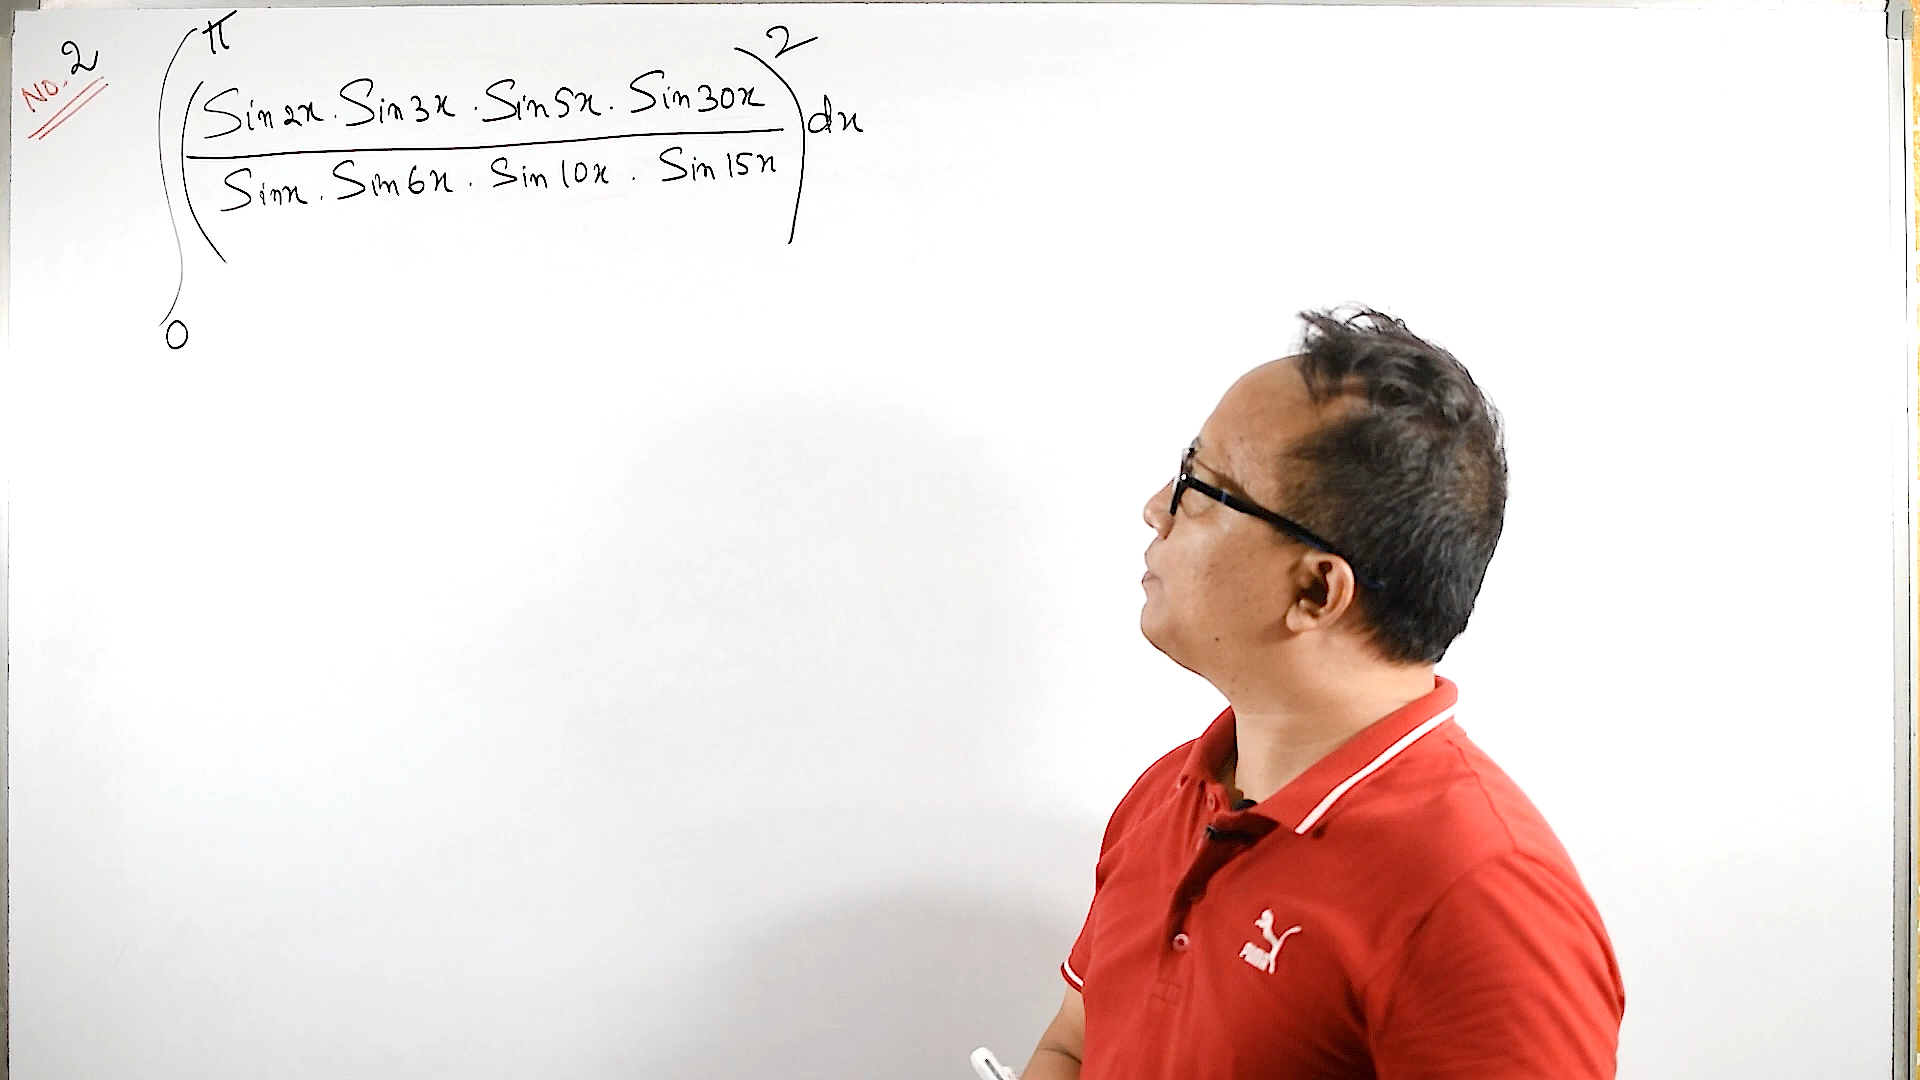 No. 2
π
2
Sin2x. Sin3x . Sin5x. Sin30x
dx
Sinx. Sin6x . Sin10x . Sin15x
0
PUMA